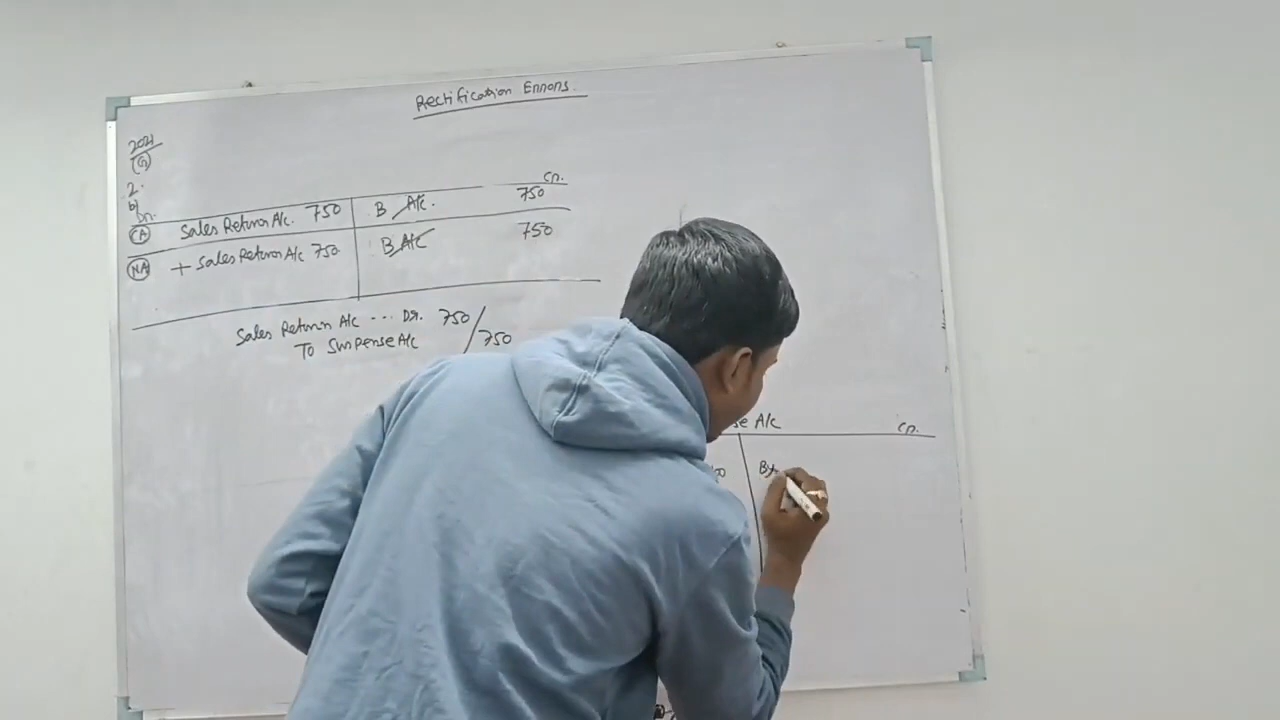 Rectification Errors.
2021
(G)
2.
b)
Dr. Cr.
CA Sales Return A/c. 750 B A/c. 750
NA + Sales Return A/c 750 B A/c 750
Sales Return A/c ... Dr. 750
To Suspense A/c 750
se A/c Cr.
By